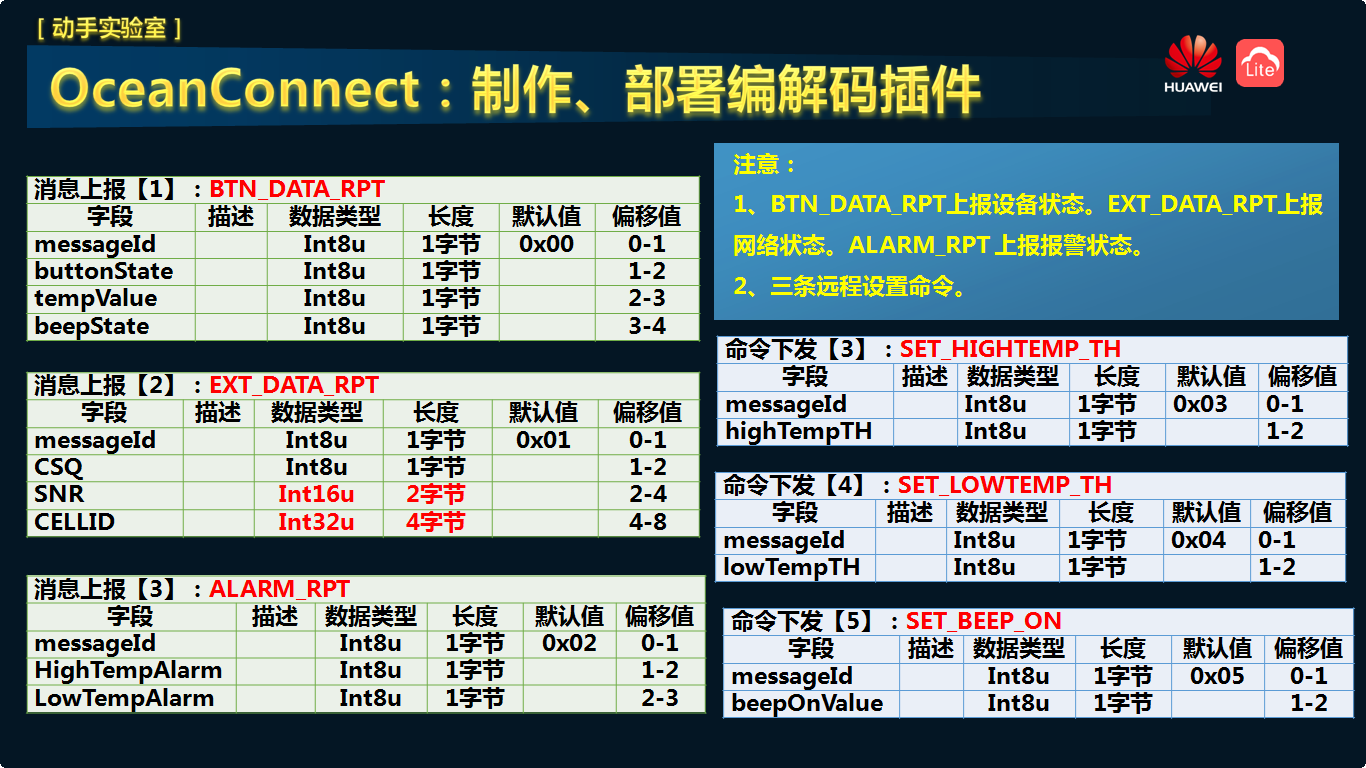 [ 动手实验室 ]
OceanConnect：制作、部署编解码插件
HUAWEI
Lite
消息上报【1】：BTN_DATA_RPT
字段 描述 数据类型 长度 默认值 偏移值
messageId Int8u 1字节 0x00 0-1
buttonState Int8u 1字节 1-2
tempValue Int8u 1字节 2-3
beepState Int8u 1字节 3-4
消息上报【2】：EXT_DATA_RPT
字段 描述 数据类型 长度 默认值 偏移值
messageId Int8u 1字节 0x01 0-1
CSQ Int8u 1字节 1-2
SNR Int16u 2字节 2-4
CELLID Int32u 4字节 4-8
消息上报【3】：ALARM_RPT
字段 描述 数据类型 长度 默认值 偏移值
messageId Int8u 1字节 0x02 0-1
HighTempAlarm Int8u 1字节 1-2
LowTempAlarm Int8u 1字节 2-3
注意：
1、BTN_DATA_RPT上报设备状态。EXT_DATA_RPT上报
网络状态。ALARM_RPT 上报报警状态。
2、三条远程设置命令。
命令下发【3】：SET_HIGHTEMP_TH
字段 描述 数据类型 长度 默认值 偏移值
messageId Int8u 1字节 0x03 0-1
highTempTH Int8u 1字节 1-2
命令下发【4】：SET_LOWTEMP_TH
字段 描述 数据类型 长度 默认值 偏移值
messageId Int8u 1字节 0x04 0-1
lowTempTH Int8u 1字节 1-2
命令下发【5】：SET_BEEP_ON
字段 描述 数据类型 长度 默认值 偏移值
messageId Int8u 1字节 0x05 0-1
beepOnValue Int8u 1字节 1-2